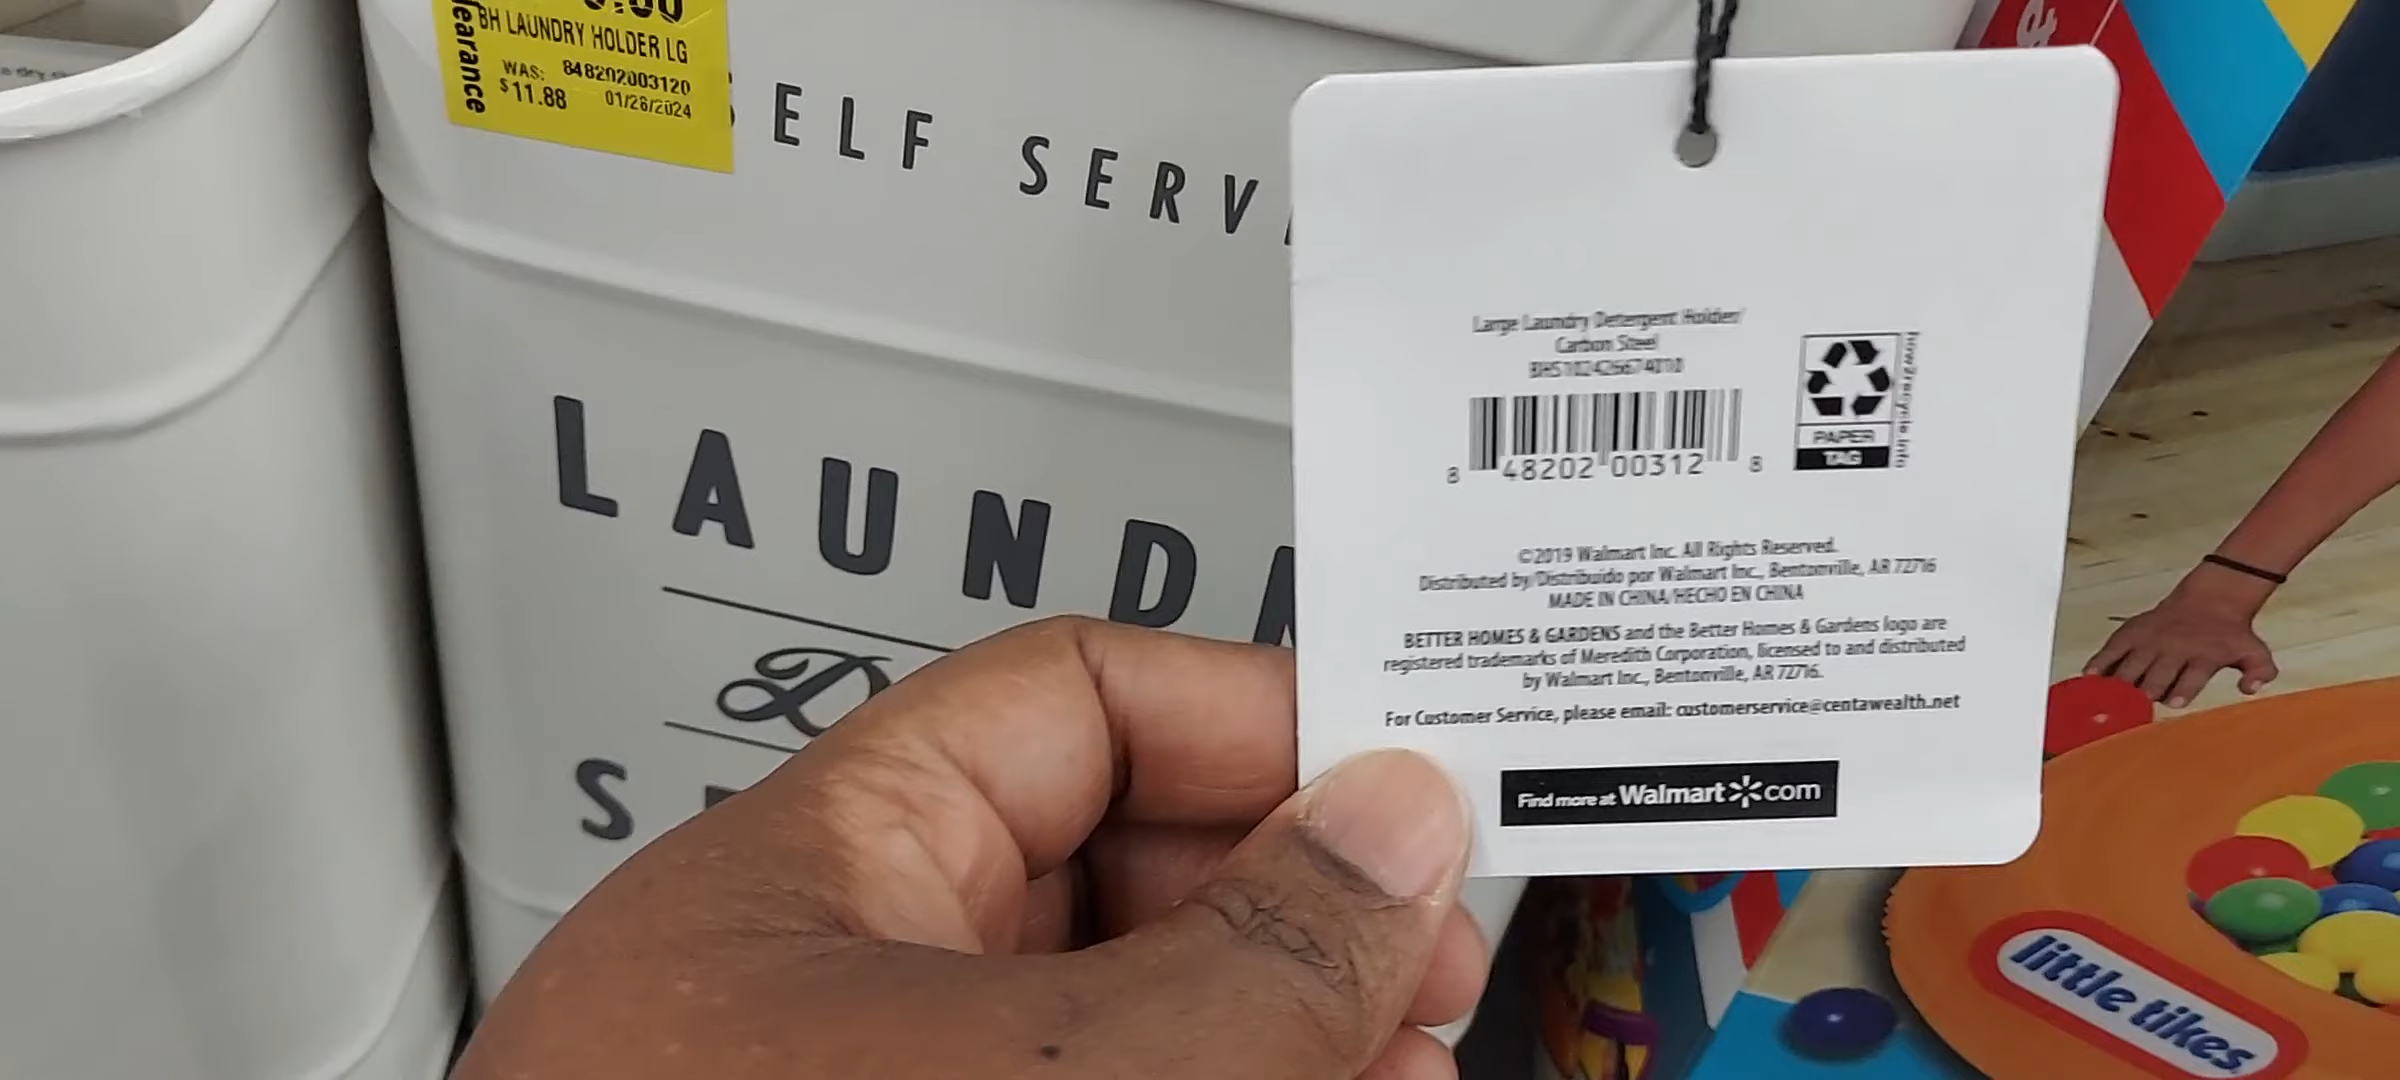 BH LAUNDRY HOLDER LG
WAS: 848202003120
$11.88 01/28/2024
learance
ELF SERV
LAUND
D
S
Large Laundry Detergent Holder/
Carbon Steel
8 48202 00312 8
PAPER
TAG
how2recycle.info
©2019 Walmart Inc. All Rights Reserved.
Distributed by/Distribuido por Walmart Inc., Bentonville, AR 72716
MADE IN CHINA/HECHO EN CHINA
BETTER HOMES & GARDENS and the Better Homes & Gardens logo are
registered trademarks of Meredith Corporation, licensed to and distributed
by Walmart Inc., Bentonville, AR 72716.
For Customer Service, please email: customerservice@centawealth.net
Find more at Walmart.com
little tikes